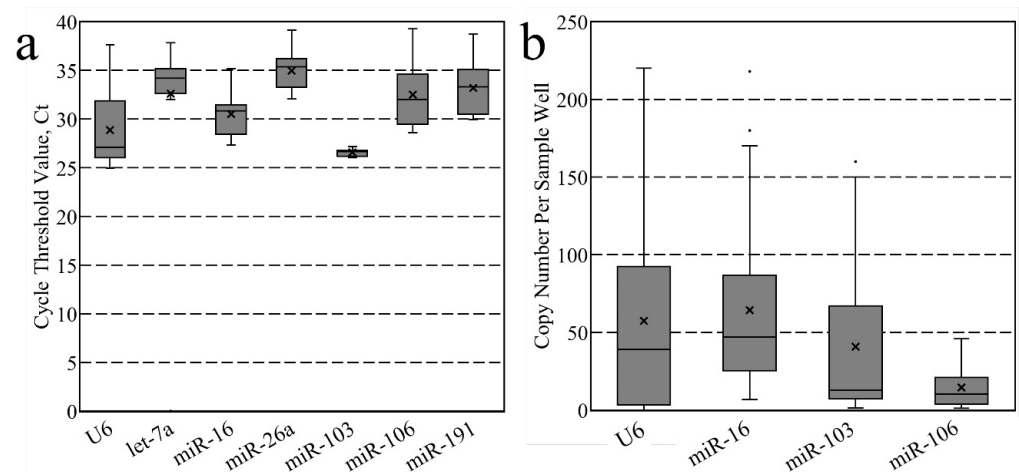 a
Cycle Threshold Value, Ct
40
35
30
25
20
15
10
5
0
U6
let-7a
miR-16
miR-26a
miR-103
miR-106
miR-191
b
Copy Number Per Sample Well
250
200
150
100
50
0
U6
miR-16
miR-103
miR-106